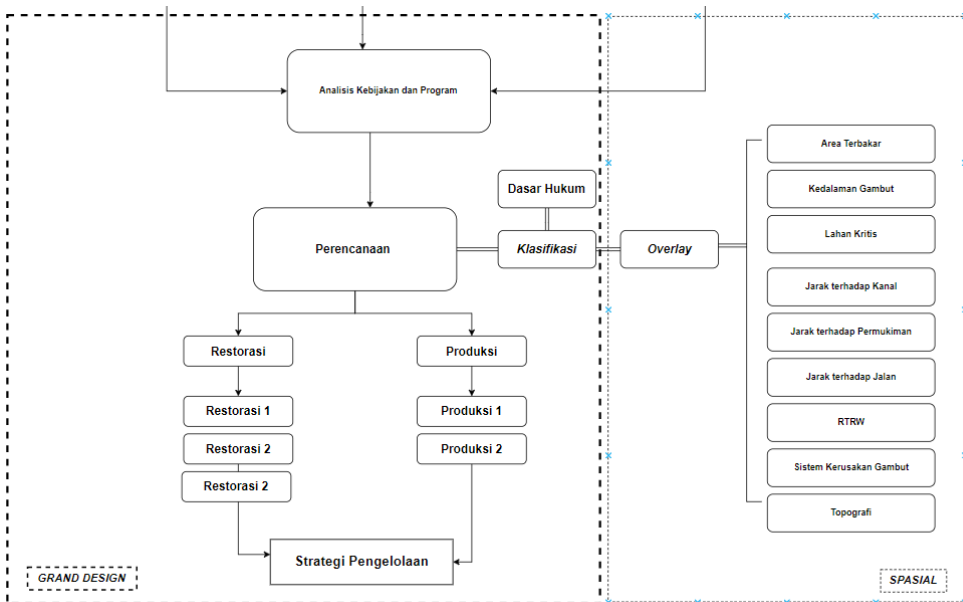 Analisis Kebijakan dan Program
Dasar Hukum
Perencanaan
Klasifikasi
Overlay
Restorasi
Produksi
Restorasi 1
Produksi 1
Restorasi 2
Produksi 2
Restorasi 2
Strategi Pengelolaan
GRAND DESIGN
Area Terbakar
Kedalaman Gambut
Lahan Kritis
Jarak terhadap Kanal
Jarak terhadap Permukiman
Jarak terhadap Jalan
RTRW
Sistem Kerusakan Gambut
Topografi
SPASIAL